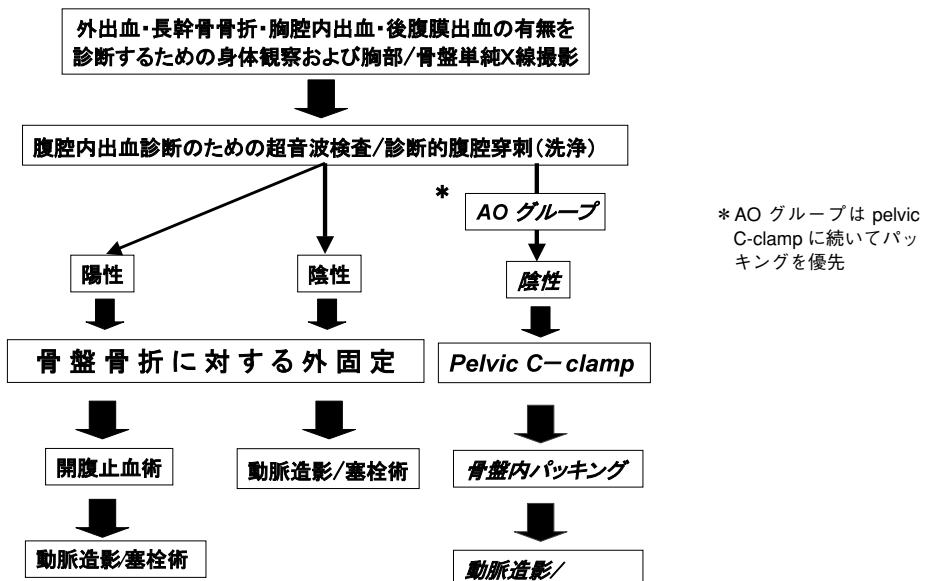 外出血・長幹骨骨折・胸腔内出血・後腹膜出血の有無を
診断するための身体観察および胸部/骨盤単純X線撮影
腹腔内出血診断のための超音波検査/診断的腹腔穿刺(洗浄)
*
AO グループ
*AO グループは pelvic
C-clamp に続いてパッ
キングを優先
陽性
陰性
陰性
骨盤骨折に対する外固定
Pelvic C－clamp
開腹止血術
動脈造影/塞栓術
骨盤内パッキング
動脈造影/塞栓術
動脈造影/